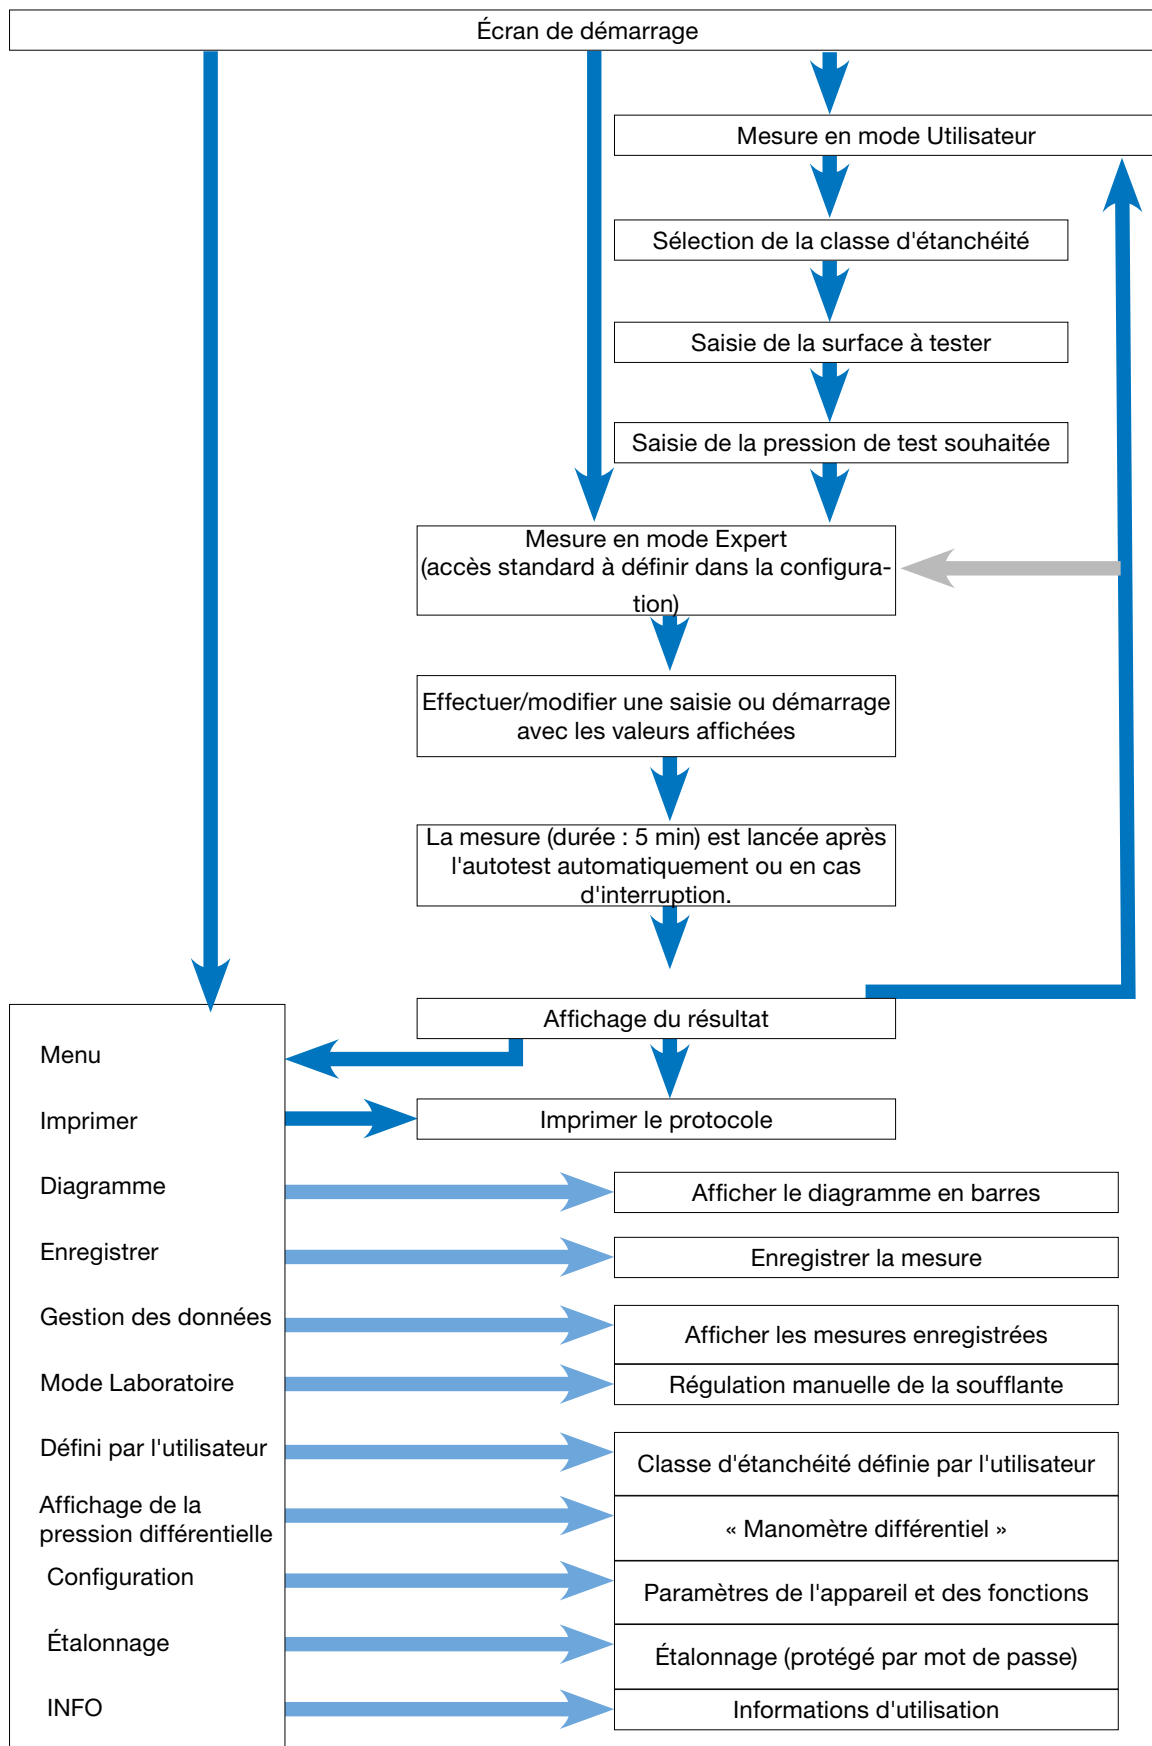 Écran de démarrage
Mesure en mode Utilisateur
Sélection de la classe d'étanchéité
Saisie de la surface à tester
Saisie de la pression de test souhaitée
Mesure en mode Expert
(accès standard à définir dans la configura-
tion)
Effectuer/modifier une saisie ou démarrage
avec les valeurs affichées
La mesure (durée : 5 min) est lancée après
l'autotest automatiquement ou en cas
d'interruption.
Affichage du résultat
Menu
Imprimer
Imprimer le protocole
Diagramme
Afficher le diagramme en barres
Enregistrer
Enregistrer la mesure
Gestion des données
Afficher les mesures enregistrées
Mode Laboratoire
Régulation manuelle de la soufflante
Défini par l'utilisateur
Classe d'étanchéité définie par l'utilisateur
Affichage de la
pression différentielle
« Manomètre différentiel »
Configuration
Paramètres de l'appareil et des fonctions
Étalonnage
Étalonnage (protégé par mot de passe)
INFO
Informations d'utilisation